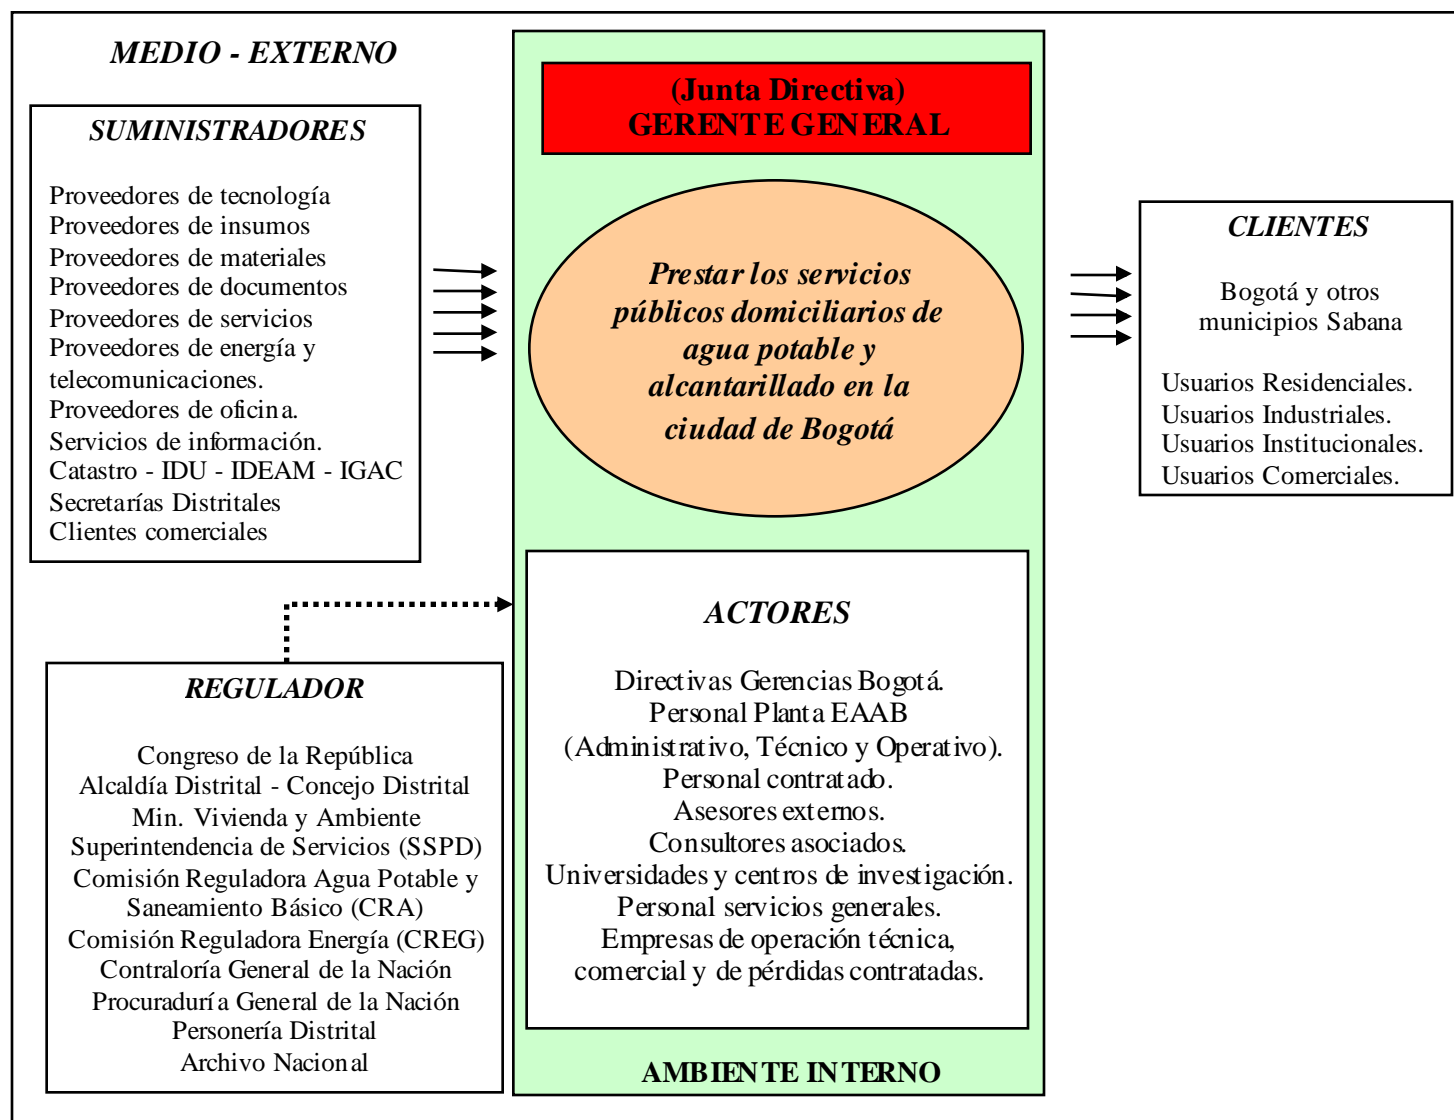 MEDIO - EXTERNO
SUMINISTRADORES
Proveedores de tecnología
Proveedores de insumos
Proveedores de materiales
Proveedores de documentos
Proveedores de servicios
Proveedores de energía y
telecomunicaciones.
Proveedores de oficina.
Servicios de información.
Catastro - IDU - IDEAM - IGAC
Secretarías Distritales
Clientes comerciales
REGULADOR
Congreso de la República
Alcaldía Distrital - Concejo Distrital
Min. Vivienda y Ambiente
Superintendencia de Servicios (SSPD)
Comisión Reguladora Agua Potable y
Saneamiento Básico (CRA)
Comisión Reguladora Energía (CREG)
Contraloría General de la Nación
Procuraduría General de la Nación
Personería Distrital
Archivo Nacional
(Junta Directiva)
GERENTE GENERAL
Prestar los servicios
públicos domiciliarios de
agua potable y
alcantarillado en la
ciudad de Bogotá
ACTORES
Directivas Gerencias Bogotá.
Personal Planta EAAB
(Administrativo, Técnico y Operativo).
Personal contratado.
Asesores externos.
Consultores asociados.
Universidades y centros de investigación.
Personal servicios generales.
Empresas de operación técnica,
comercial y de pérdidas contratadas.
AMBIENTE INTERNO
CLIENTES
Bogotá y otros
municipios Sabana
Usuarios Residenciales.
Usuarios Industriales.
Usuarios Institucionales.
Usuarios Comerciales.